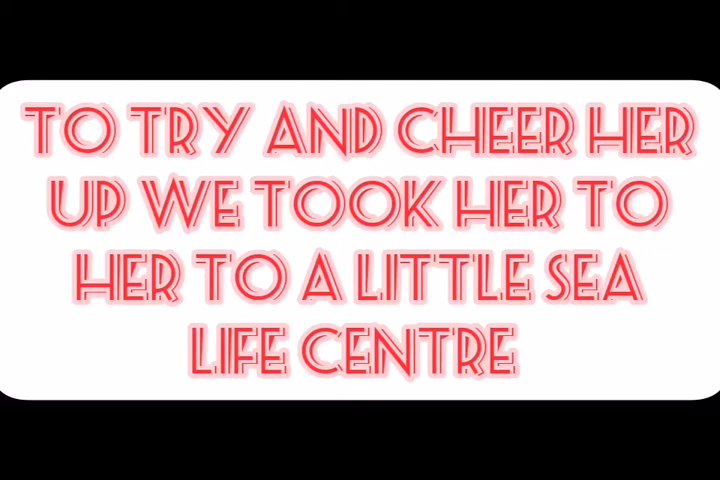 TO TRY AND CHEER HER
UP WE TOOK HER TO
HER TO A LITTLE SEA
LIFE CENTRE